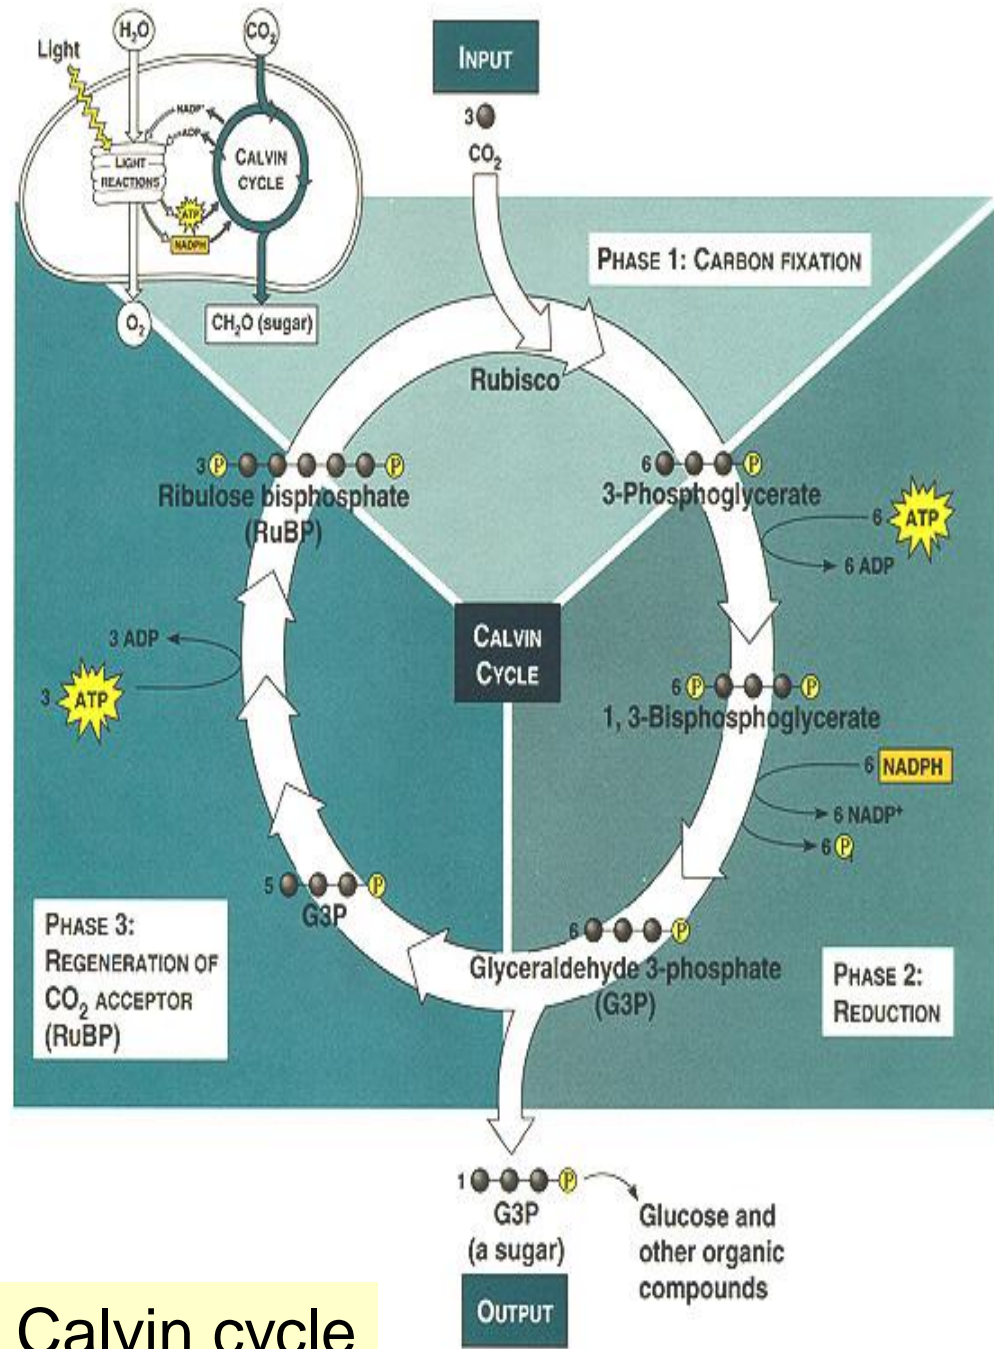 H₂O
CO₂
Light
NADP⁺
ADP
LIGHT
REACTIONS
CALVIN
CYCLE
ATP
NADPH
O₂
CH₂O (sugar)
INPUT
3
CO₂
PHASE 1: CARBON FIXATION
Rubisco
3 P P
Ribulose bisphosphate
(RuBP)
6 P
3-Phosphoglycerate
6 ATP
6 ADP
CALVIN
CYCLE
3 ADP
3 ATP
6 P P
1, 3-Bisphosphoglycerate
6 NADPH
6 NADP⁺
6 Pi
5 P
G3P
6 P
Glyceraldehyde 3-phosphate
(G3P)
PHASE 3:
REGENERATION OF
CO₂ ACCEPTOR
(RUBP)
PHASE 2:
REDUCTION
1 P
G3P
(a sugar)
Glucose and
other organic
compounds
OUTPUT
Calvin cycle